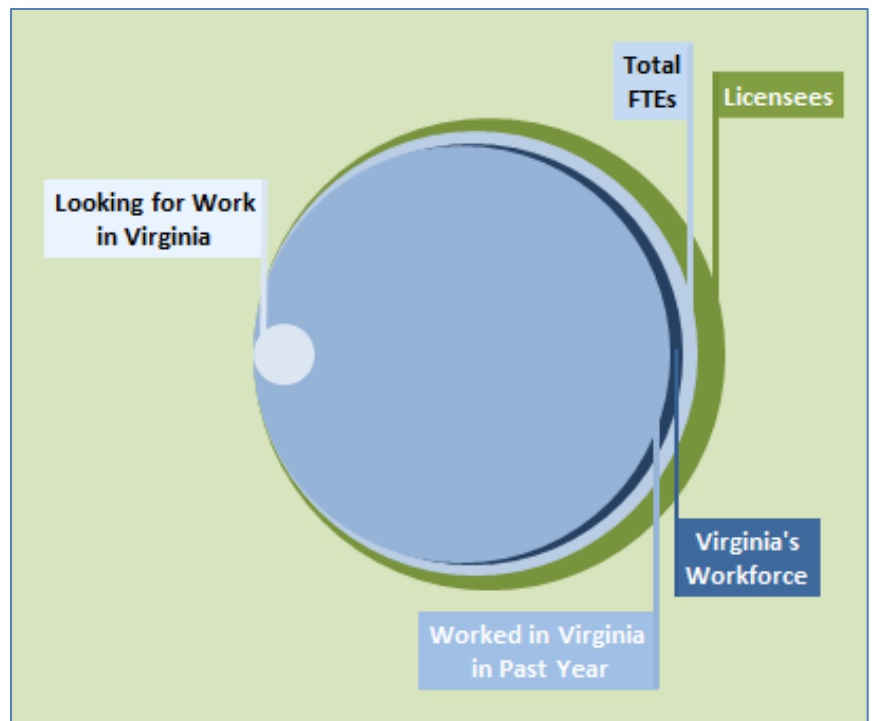 Total
FTEs
Licensees
Looking for Work
in Virginia
Virginia's
Workforce
Worked in Virginia
in Past Year